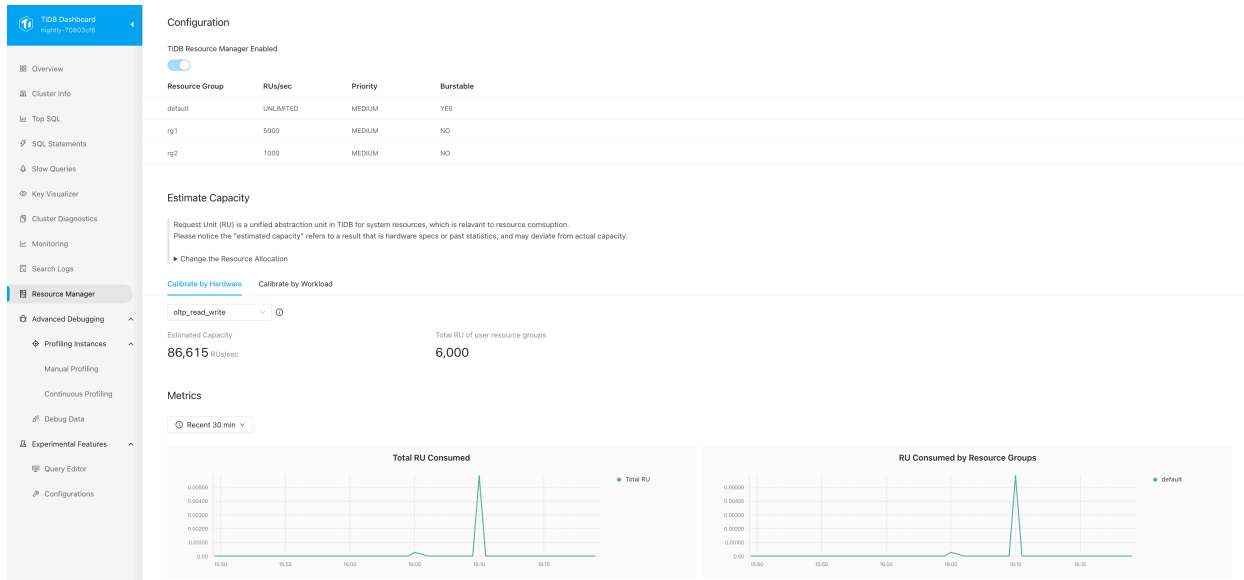 TiDB Dashboard
nightly-70803cf6
Overview
Cluster Info
Top SQL
SQL Statements
Slow Queries
Key Visualizer
Cluster Diagnostics
Monitoring
Search Logs
Resource Manager
Advanced Debugging
Profiling Instances
Manual Profiling
Continuous Profiling
Debug Data
Experimental Features
Query Editor
Configurations
Configuration
TiDB Resource Manager Enabled
Resource Group RUs/sec Priority Burstable
default UNLIMITED MEDIUM YES
rg1 5000 MEDIUM NO
rg2 1000 MEDIUM NO
Estimate Capacity
Request Unit (RU) is a unified abstraction unit in TiDB for system resources, which is relavant to resource comsuption.
Please notice the "estimated capacity" refers to a result that is hardware specs or past statistics, and may deviate from actual capacity.
▶ Change the Resource Allocation
Calibrate by Hardware Calibrate by Workload
oltp_read_write
Estimated Capacity Total RU of user resource groups
86,615 RUs/sec 6,000
Metrics
Recent 30 min
Total RU Consumed
0.00500
0.00400
0.00300
0.00200
0.00100
0.00
15:50 15:55 16:00 16:05 16:10 16:15
Total RU
RU Consumed by Resource Groups
0.00500
0.00400
0.00300
0.00200
0.00100
0.00
15:50 15:55 16:00 16:05 16:10 16:15
default